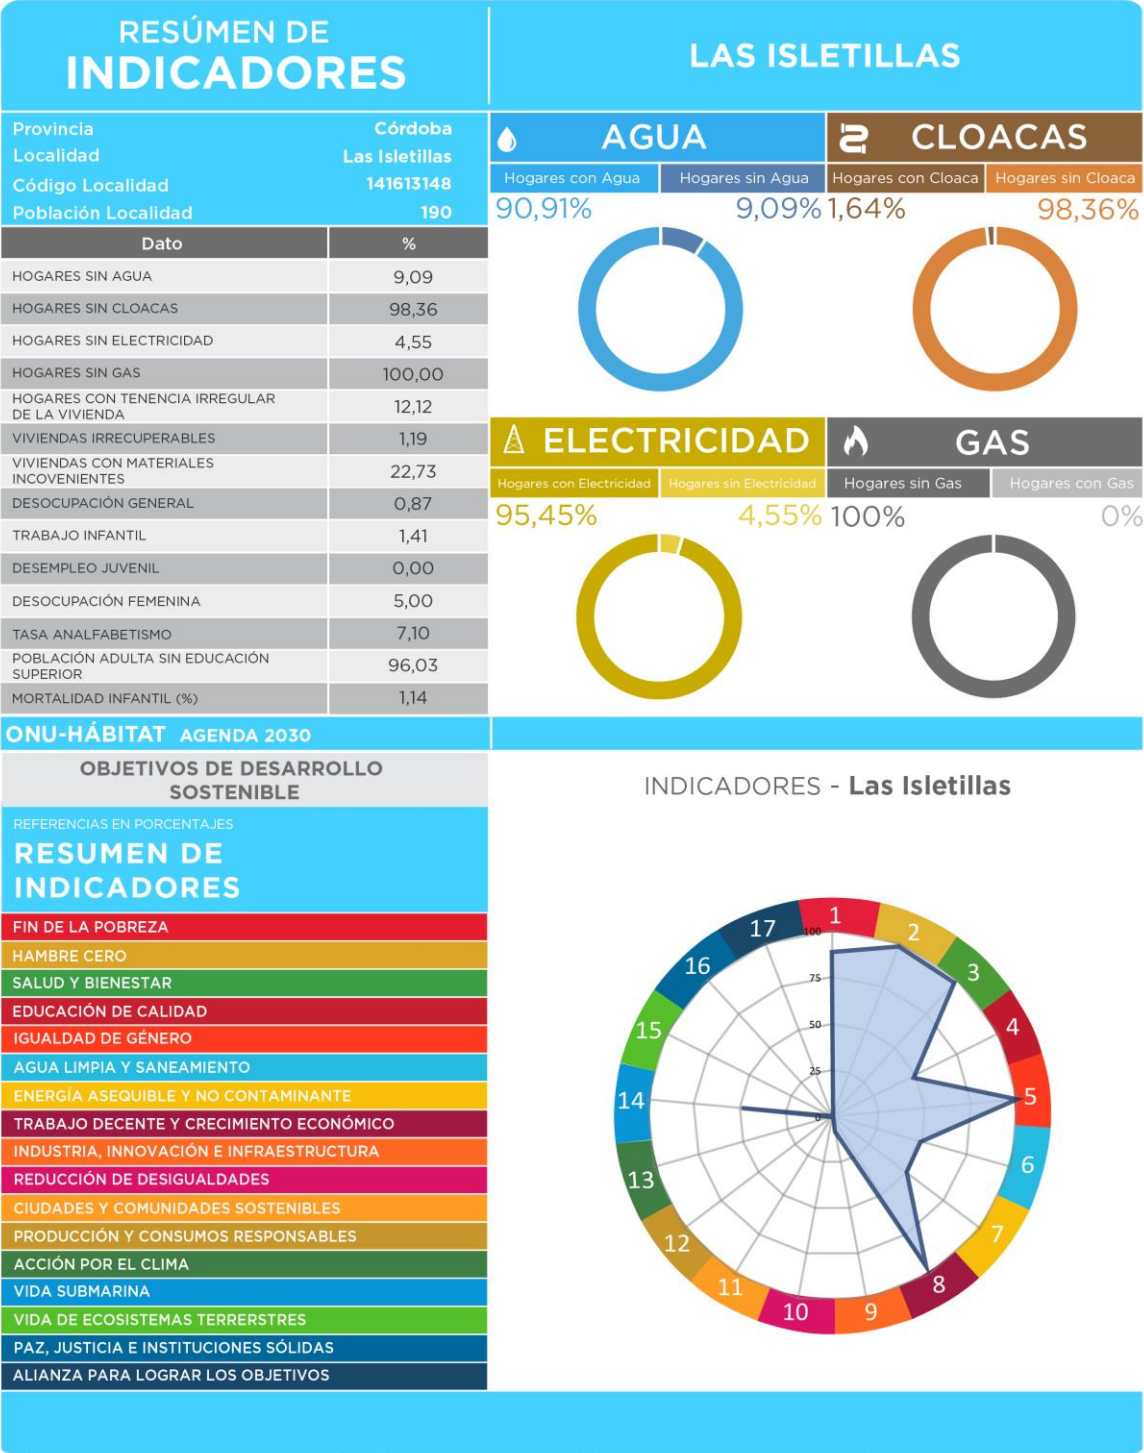 RESÚMEN DE
INDICADORES
LAS ISLETILLAS
Provincia Córdoba
Localidad Las Isletillas
Código Localidad 141613148
Población Localidad 190
Dato %
HOGARES SIN AGUA 9,09
HOGARES SIN CLOACAS 98,36
HOGARES SIN ELECTRICIDAD 4,55
HOGARES SIN GAS 100,00
HOGARES CON TENENCIA IRREGULAR
DE LA VIVIENDA 12,12
VIVIENDAS IRRECUPERABLES 1,19
VIVIENDAS CON MATERIALES
INCOVENIENTES 22,73
DESOCUPACIÓN GENERAL 0,87
TRABAJO INFANTIL 1,41
DESEMPLEO JUVENIL 0,00
DESOCUPACIÓN FEMENINA 5,00
TASA ANALFABETISMO 7,10
POBLACIÓN ADULTA SIN EDUCACIÓN
SUPERIOR 96,03
MORTALIDAD INFANTIL (%) 1,14
AGUA
Hogares con Agua Hogares sin Agua
90,91% 9,09%
CLOACAS
Hogares con Cloaca Hogares sin Cloaca
1,64% 98,36%
ELECTRICIDAD
Hogares con Electricidad Hogares sin Electricidad
95,45% 4,55%
GAS
Hogares sin Gas Hogares con Gas
100% 0%
ONU-HÁBITAT AGENDA 2030
OBJETIVOS DE DESARROLLO
SOSTENIBLE
REFERENCIAS EN PORCENTAJES
RESUMEN DE
INDICADORES
FIN DE LA POBREZA
HAMBRE CERO
SALUD Y BIENESTAR
EDUCACIÓN DE CALIDAD
IGUALDAD DE GÉNERO
AGUA LIMPIA Y SANEAMIENTO
ENERGÍA ASEQUIBLE Y NO CONTAMINANTE
TRABAJO DECENTE Y CRECIMIENTO ECONÓMICO
INDUSTRIA, INNOVACIÓN E INFRAESTRUCTURA
REDUCCIÓN DE DESIGUALDADES
CIUDADES Y COMUNIDADES SOSTENIBLES
PRODUCCIÓN Y CONSUMOS RESPONSABLES
ACCIÓN POR EL CLIMA
VIDA SUBMARINA
VIDA DE ECOSISTEMAS TERRERSTRES
PAZ, JUSTICIA E INSTITUCIONES SÓLIDAS
ALIANZA PARA LOGRAR LOS OBJETIVOS
INDICADORES - Las Isletillas
1
2
3
4
5
6
7
8
9
10
11
12
13
14
15
16
17
100
75
50
25
0